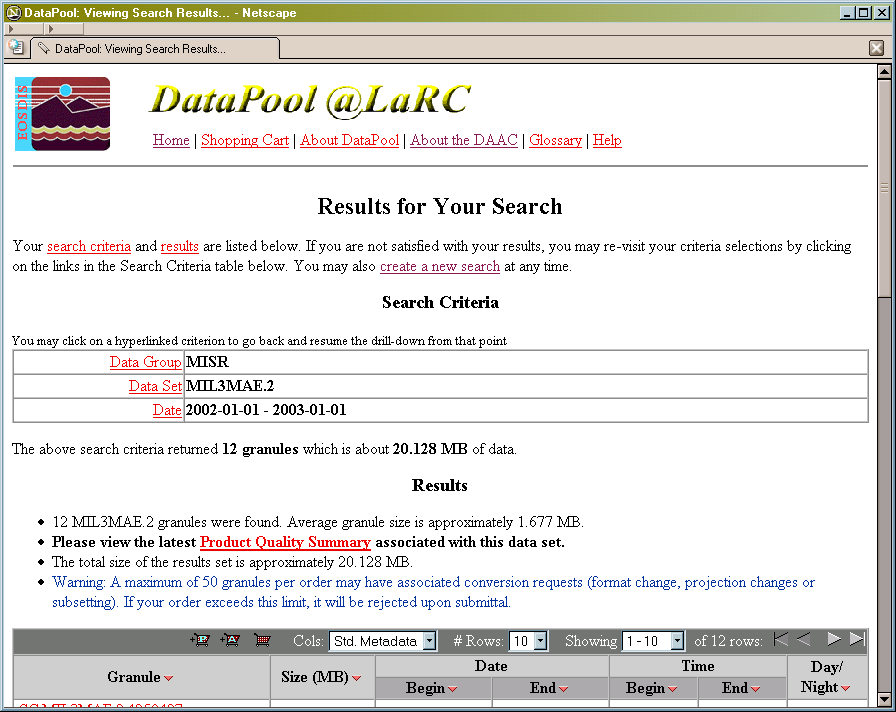 DataPool: Viewing Search Results... - Netscape
DataPool: Viewing Search Results...
EOSDIS
DataPool @LaRC
Home | Shopping Cart | About DataPool | About the DAAC | Glossary | Help
Results for Your Search
Your search criteria and results are listed below. If you are not satisfied with your results, you may re-visit your criteria selections by clicking
on the links in the Search Criteria table below. You may also create a new search at any time.
Search Criteria
You may click on a hyperlinked criterion to go back and resume the drill-down from that point
Data Group MISR
Data Set MIL3MAE.2
Date 2002-01-01 - 2003-01-01
The above search criteria returned 12 granules which is about 20.128 MB of data.
Results
12 MIL3MAE.2 granules were found. Average granule size is approximately 1.677 MB.
Please view the latest Product Quality Summary associated with this data set.
The total size of the results set is approximately 20.128 MB.
Warning: A maximum of 50 granules per order may have associated conversion requests (format change, projection changes or
subsetting). If your order exceeds this limit, it will be rejected upon submittal.
+P +A Cols: Std. Metadata # Rows: 10 Showing 1 - 10 of 12 rows:
Granule Size (MB) Date Time Day/
Begin End Begin End Night